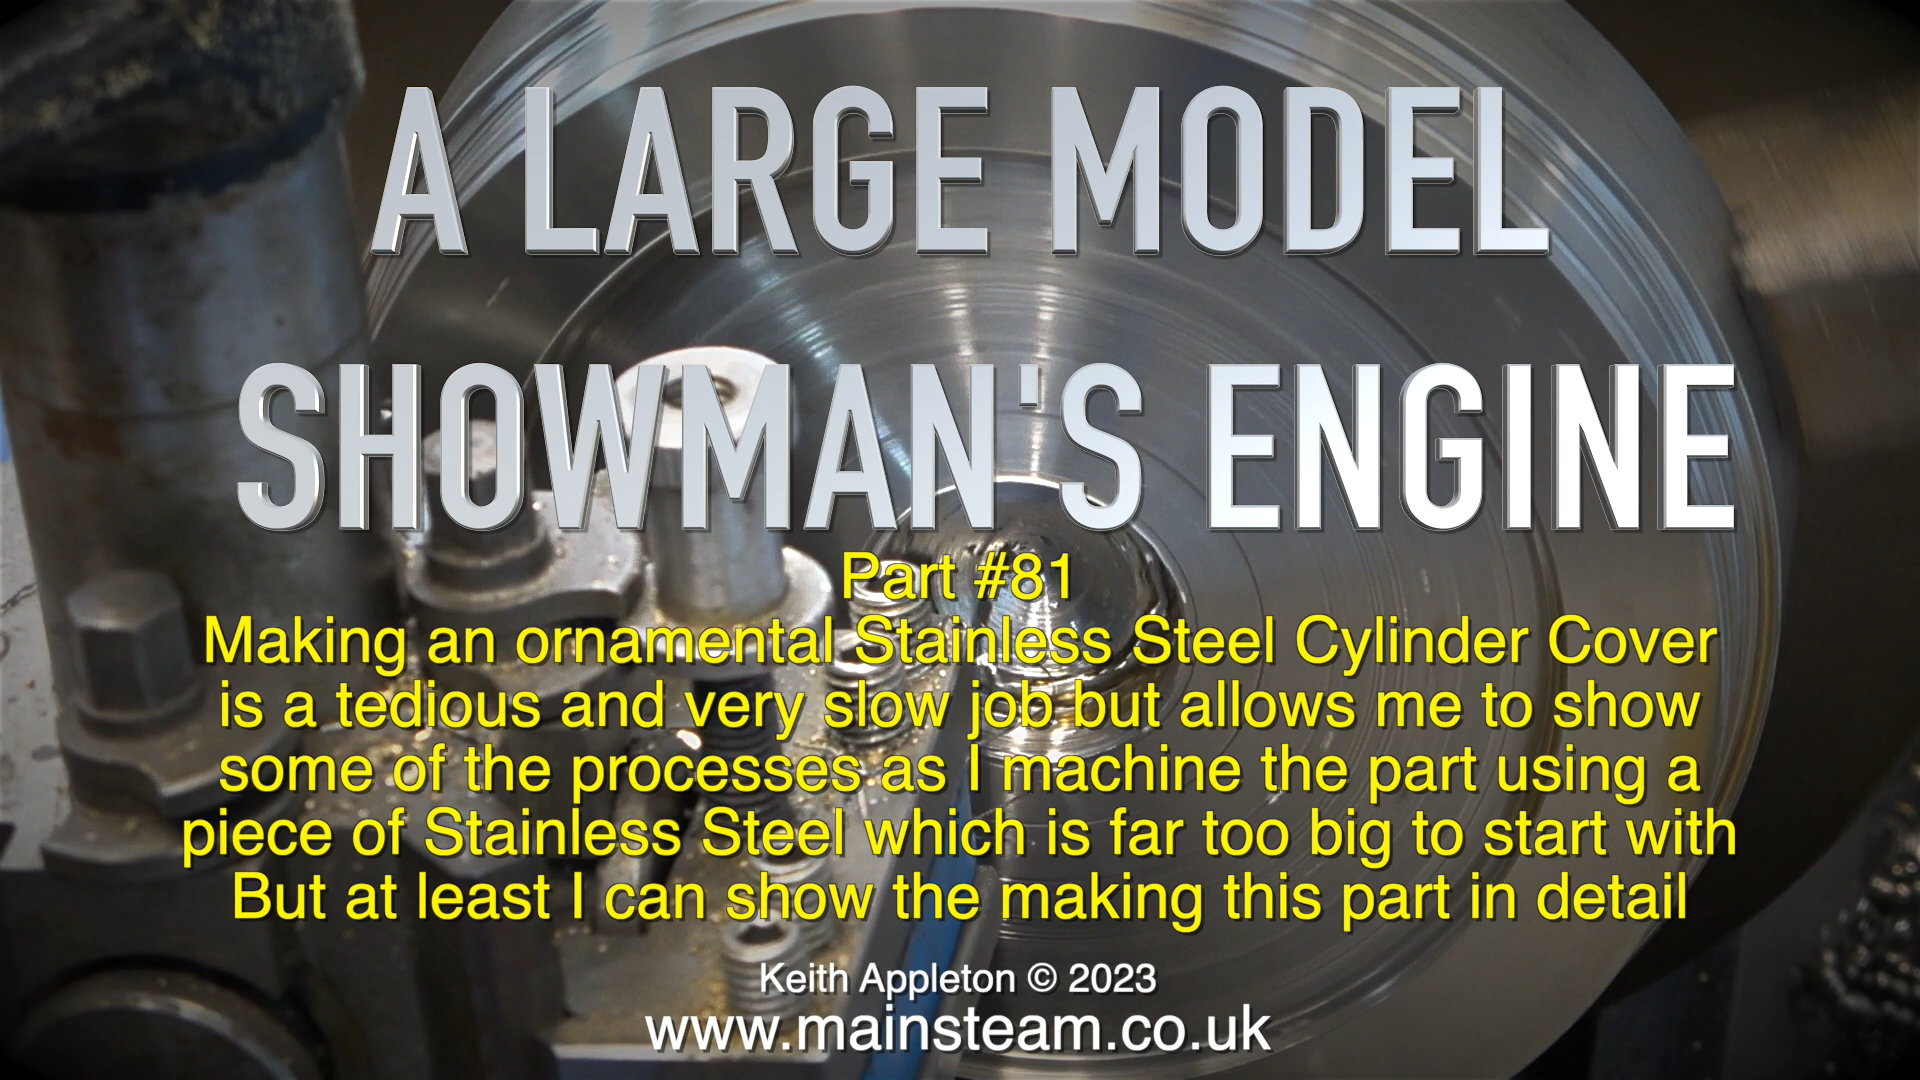 A LARGE MODEL
SHOWMAN'S ENGINE
Part #81
Making an ornamental Stainless Steel Cylinder Cover
is a tedious and very slow job but allows me to show
some of the processes as I machine the part using a
piece of Stainless Steel which is far too big to start with
But at least I can show the making this part in detail
Keith Appleton © 2023
www.mainsteam.co.uk